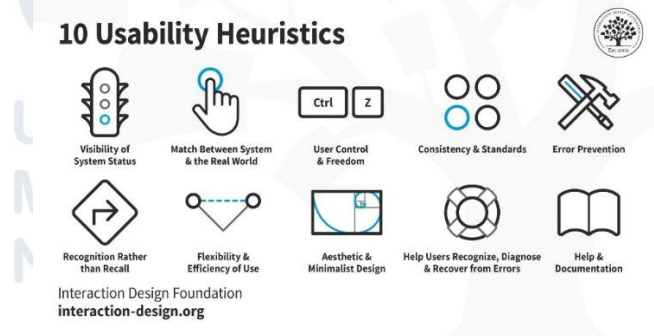 10 Usability Heuristics
Ctrl Z
Visibility of
System Status
Match Between System
& the Real World
User Control
& Freedom
Consistency & Standards
Error Prevention
Recognition Rather
than Recall
Flexibility &
Efficiency of Use
Aesthetic &
Minimalist Design
Help Users Recognize, Diagnose
& Recover from Errors
Help &
Documentation
Interaction Design Foundation
interaction-design.org